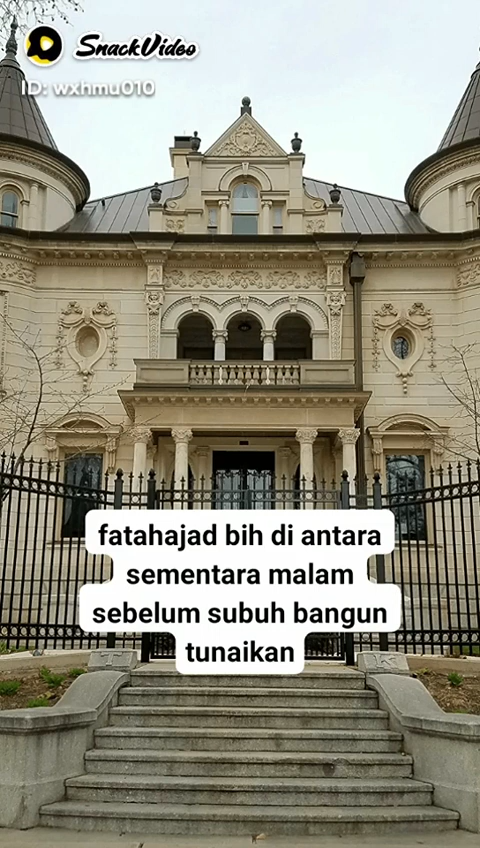 SnackVideo
ID: wxhmu010
fatahajad bih di antara
sementara malam
sebelum subuh bangun
tunaikan